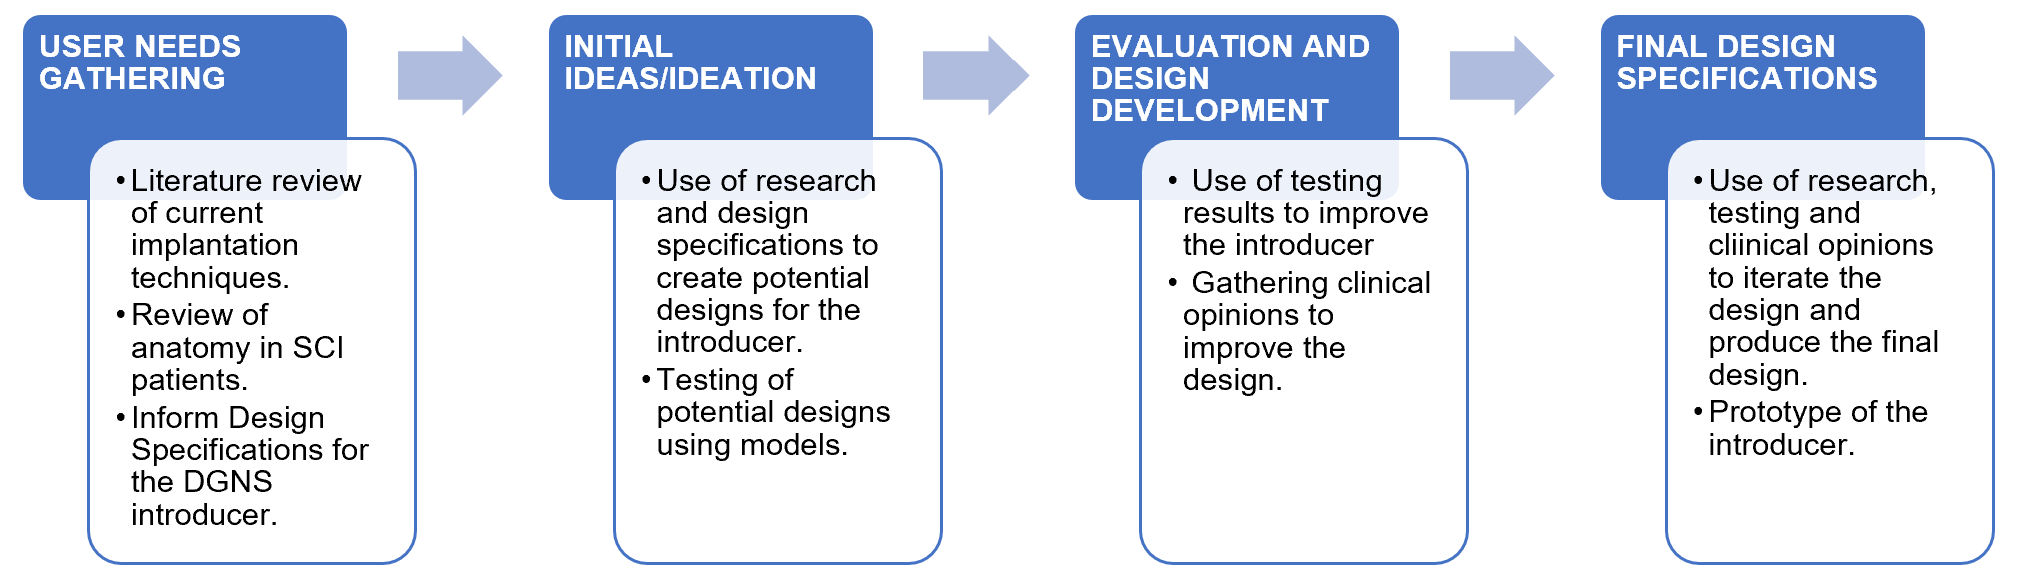 USER NEEDS
GATHERING
•Literature review
of current
implantation
techniques.
•Review of
anatomy in SCI
patients.
•Inform Design
Specifications for
the DGNS
introducer.
INITIAL
IDEAS/IDEATION
•Use of research
and design
specifications to
create potential
designs for the
introducer.
•Testing of
potential designs
using models.
EVALUATION AND
DESIGN
DEVELOPMENT
• Use of testing
results to improve
the introducer
• Gathering clinical
opinions to
improve the
design.
FINAL DESIGN
SPECIFICATIONS
•Use of research,
testing and
cliinical opinions
to iterate the
design and
produce the final
design.
•Prototype of the
introducer.